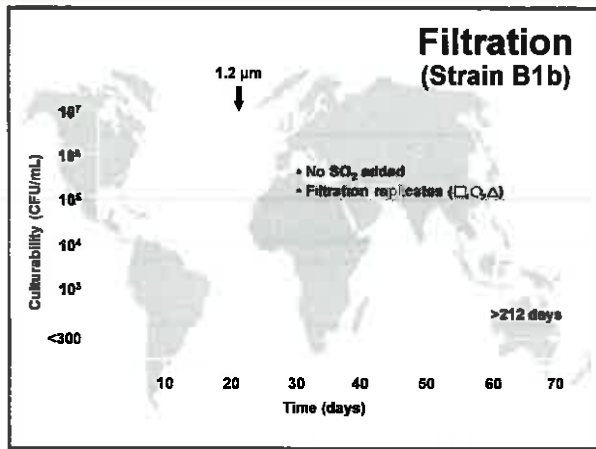 Filtration
(Strain B1b)
1.2 µm
10⁷
10⁶
• No SO₂ added
• Filtration replicates (□,○,△)
10⁵
10⁴
10³
<300
>212 days
Culturability (CFU/mL)
10 20 30 40 50 60 70
Time (days)